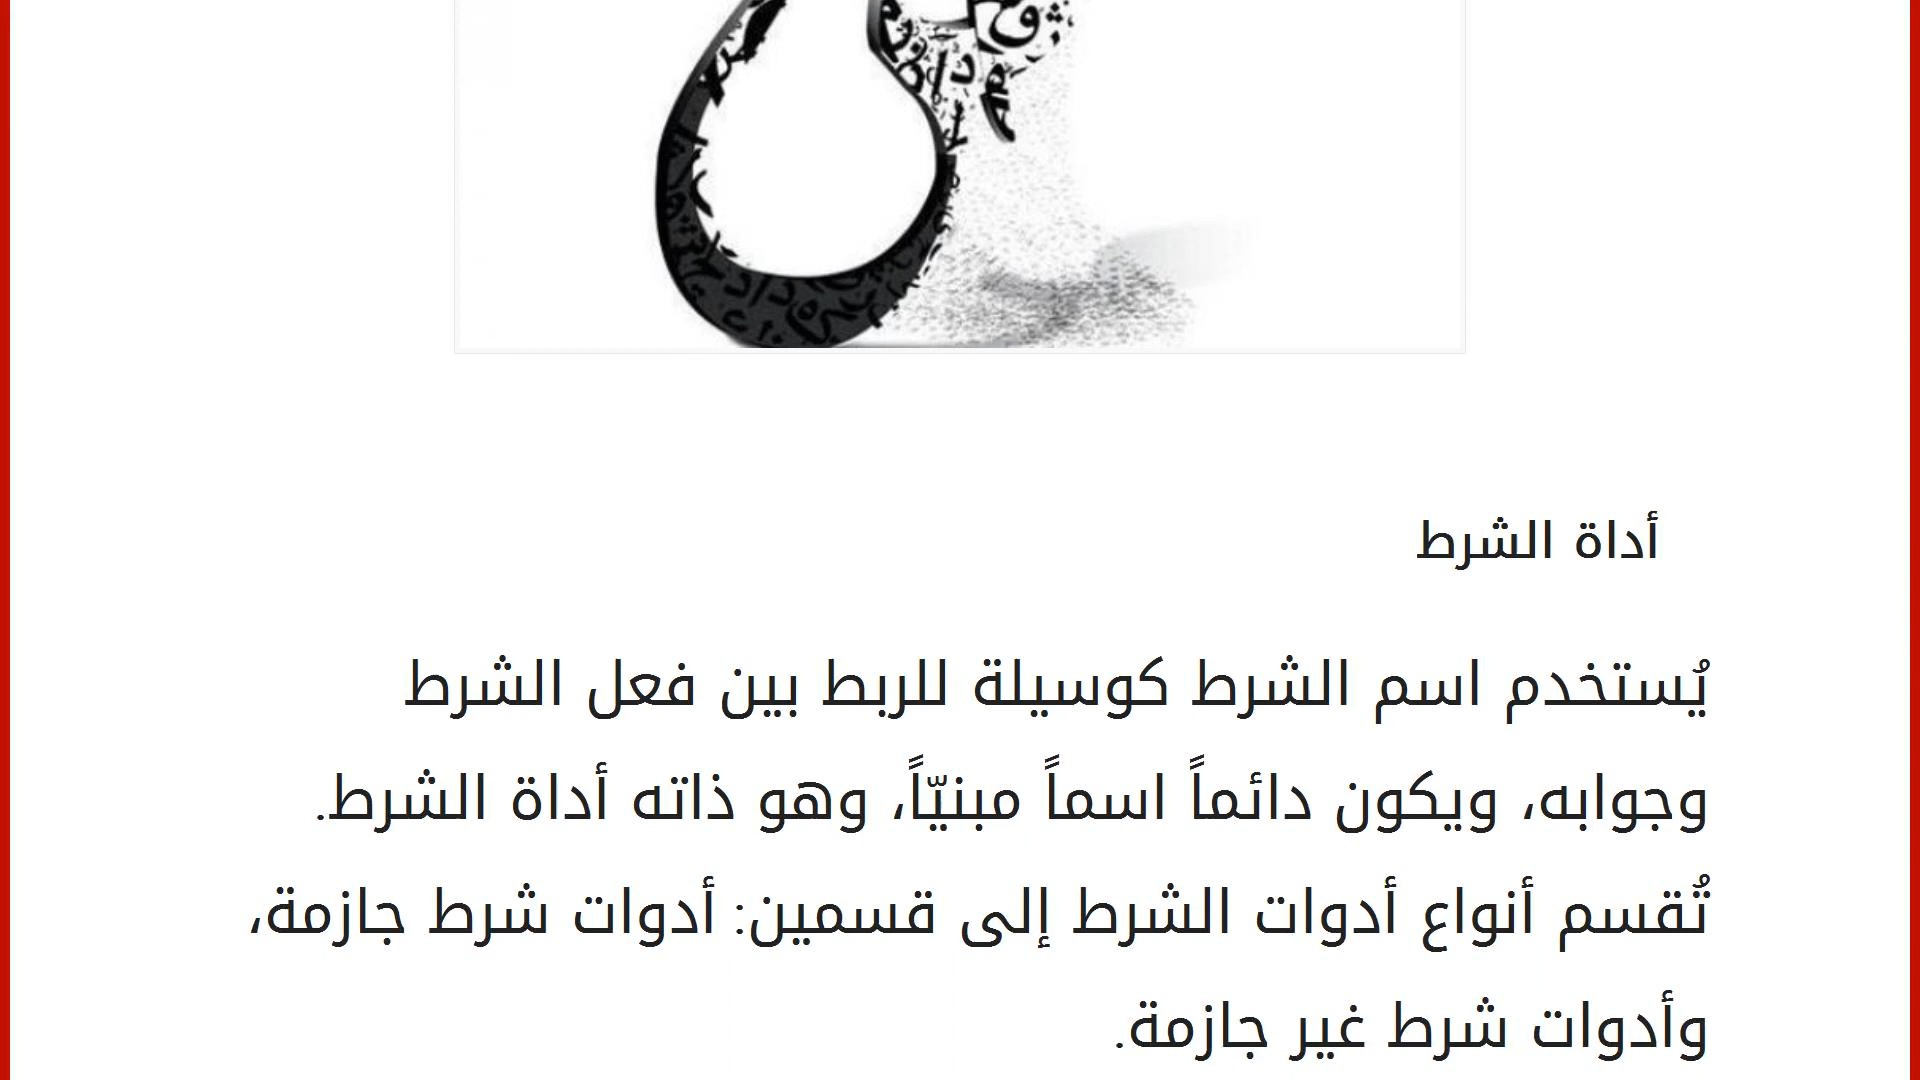 أداة الشرط
يُستخدم اسم الشرط كوسيلة للربط بين فعل الشرط
وجوابه، ويكون دائماً اسماً مبنيّاً، وهو ذاته أداة الشرط.
تُقسم أنواع أدوات الشرط إلى قسمين: أدوات شرط جازمة،
وأدوات شرط غير جازمة.